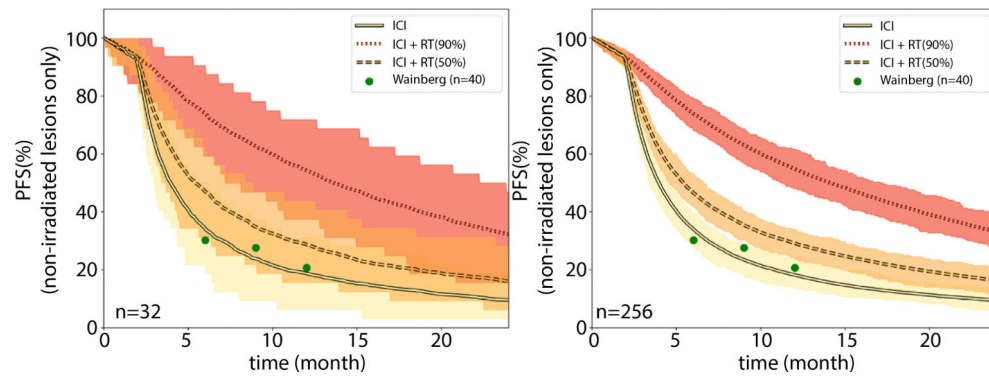 100
80
60
40
20
0
PFS(%)
(non-irradiated lesions only)
ICI
ICI + RT(90%)
ICI + RT(50%)
Wainberg (n=40)
n=32
0 5 10 15 20
time (month)
100
80
60
40
20
0
PFS(%)
(non-irradiated lesions only)
ICI
ICI + RT(90%)
ICI + RT(50%)
Wainberg (n=40)
n=256
0 5 10 15 20
time (month)